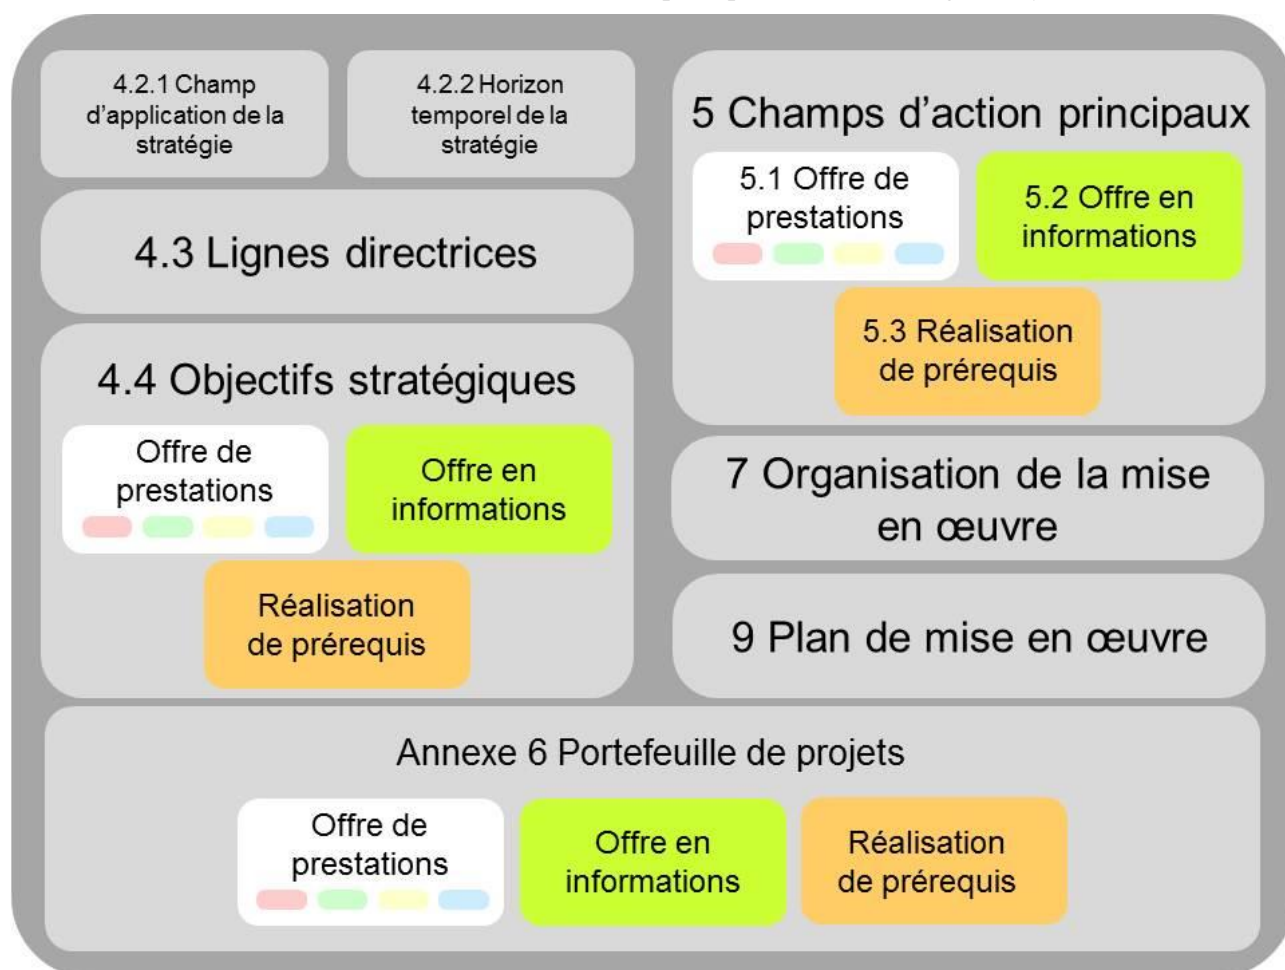 4.2.1 Champ
d'application de la
stratégie
4.2.2 Horizon
temporel de la
stratégie
4.3 Lignes directrices
4.4 Objectifs stratégiques
Offre de
prestations
Offre en
informations
Réalisation
de prérequis
5 Champs d'action principaux
5.1 Offre de
prestations
5.2 Offre en
informations
5.3 Réalisation
de prérequis
7 Organisation de la mise
en œuvre
9 Plan de mise en œuvre
Annexe 6 Portefeuille de projets
Offre de
prestations
Offre en
informations
Réalisation
de prérequis